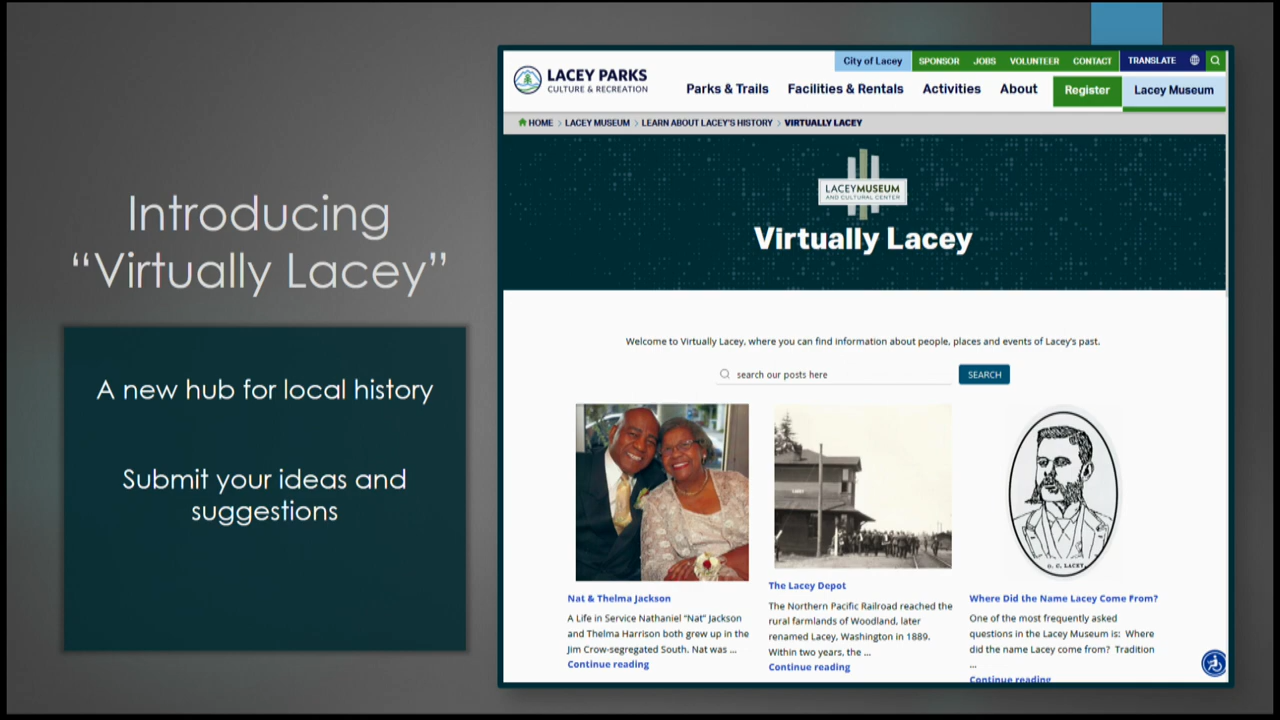 Introducing
“Virtually Lacey”
A new hub for local history
Submit your ideas and
suggestions
City of Lacey
SPONSOR
JOBS
VOLUNTEER
CONTACT
TRANSLATE
LACEY PARKS
CULTURE & RECREATION
Parks & Trails
Facilities & Rentals
Activities
About
Register
Lacey Museum
HOME > LACEY MUSEUM > LEARN ABOUT LACEY'S HISTORY > VIRTUALLY LACEY
LACEYMUSEUM
AND CULTURAL CENTER
Virtually Lacey
Welcome to Virtually Lacey, where you can find information about people, places and events of Lacey's past.
search our posts here
SEARCH
Nat & Thelma Jackson
A Life in Service Nathaniel "Nat" Jackson
and Thelma Harrison both grew up in the
Jim Crow-segregated South. Nat was ...
Continue reading
The Lacey Depot
The Northern Pacific Railroad reached the
rural farmlands of Woodland, later
renamed Lacey, Washington in 1889.
Within two years, the ...
Continue reading
O. C. LACEY
Where Did the Name Lacey Come From?
One of the most frequently asked
questions in the Lacey Museum is: Where
did the name Lacey come from? Tradition
...
Continue reading